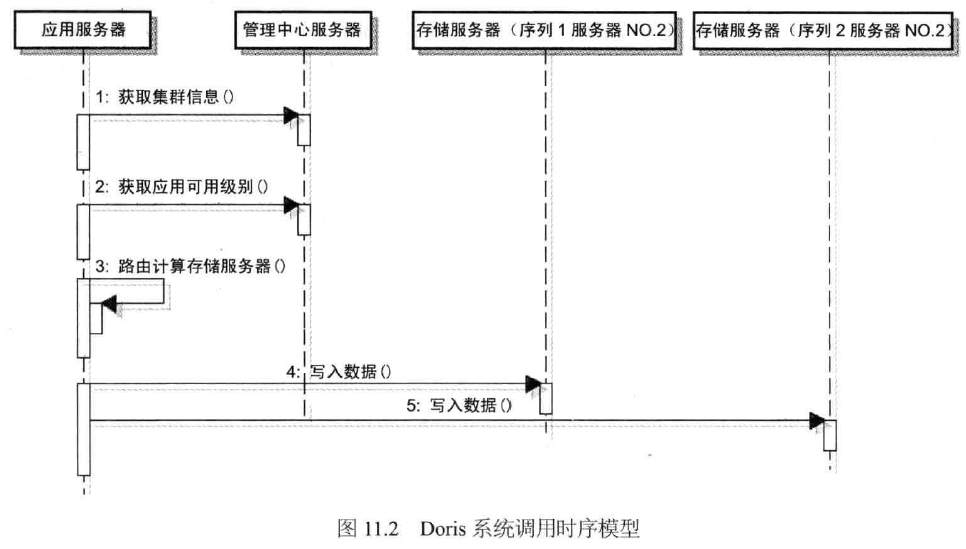 应用服务器
管理中心服务器
存储服务器（序列 1 服务器 NO.2）
存储服务器（序列 2 服务器 NO.2）
1: 获取集群信息()
2: 获取应用可用级别()
3: 路由计算存储服务器()
4: 写入数据()
5: 写入数据()
图 11.2 Doris 系统调用时序模型